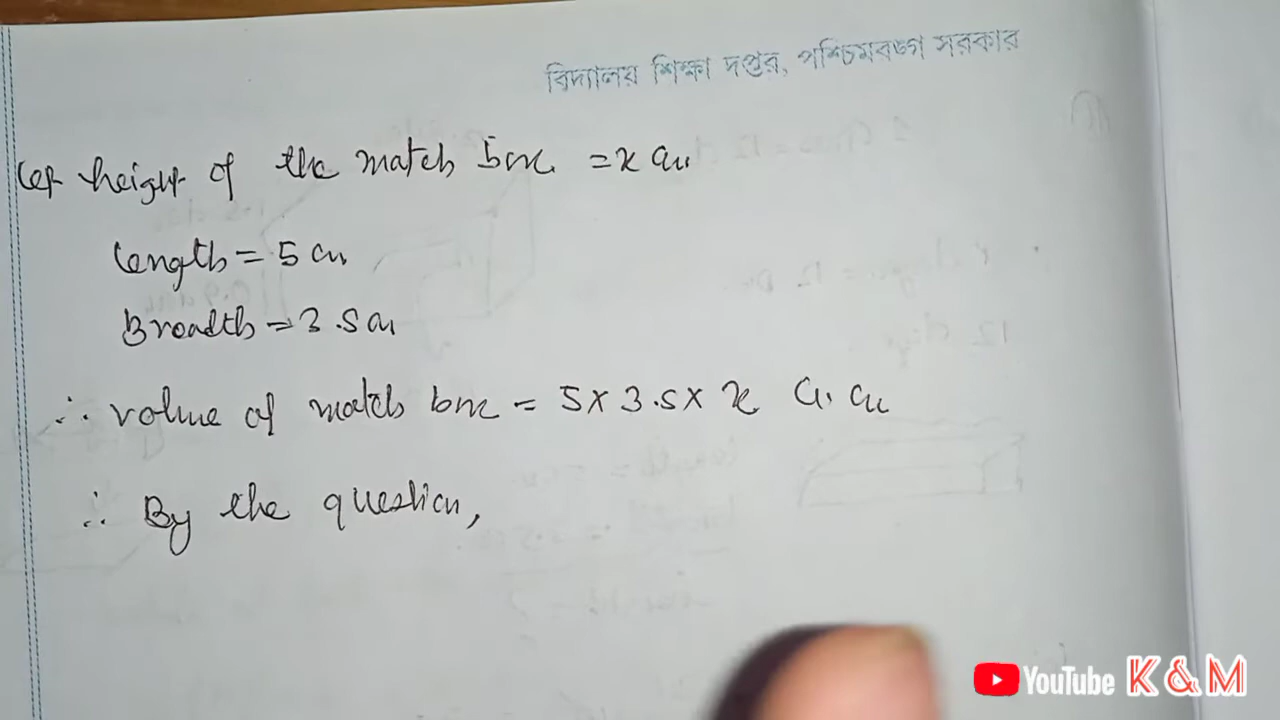 বিদ্যালয় শিক্ষা দপ্তর, পশ্চিমবঙ্গ সরকার
Let height of the match box = x cm
Length = 5 cm
Breadth = 3.5 cm
∴ volume of match box = 5 × 3.5 × x cu. cm
∴ By the question,
YouTube K & M